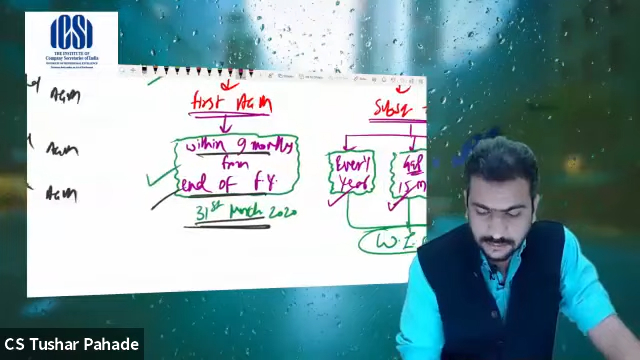 ICSI
THE INSTITUTE OF
Company Secretaries of India
AGM
AGM
AGM
First AGM
within 9 months
from
end of F.Y.
31st March 2020
Every
Year
Gap
15 m
W.I.
CS Tushar Pahade